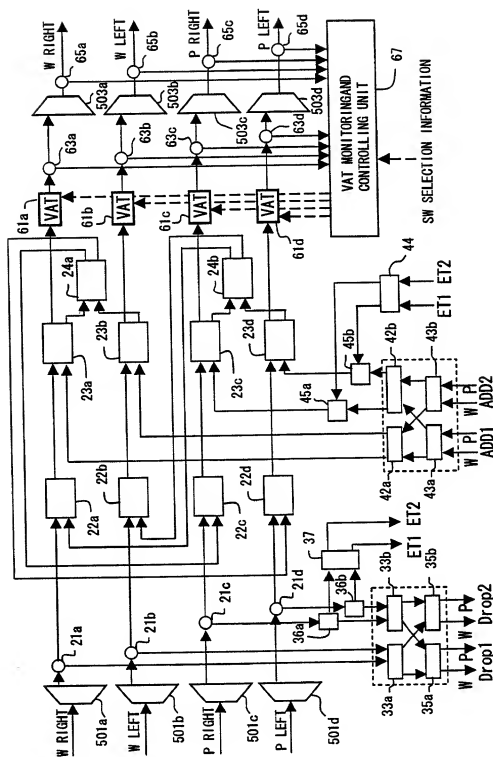 W RIGHT
W LEFT
P RIGHT
P LEFT
65a
65b
65c
65d
503a
503b
503c
503d
63a
63b
63c
63d
67
VAT MONITORINGAND
CONTROLLING UNIT
SW SELECTION INFORMATION
61a
61b
61c
61d
VAT
VAT
VAT
VAT
24a
24b
23a
23b
23c
23d
44
ET2
ET1
45a
45b
42a
42b
43a
43b
W P W P
ADD1 ADD2
22a
22b
22c
22d
37
ET2
ET1
36a
36b
33a
33b
35a
35b
W P W P
Drop1 Drop2
21a
21b
21c
21d
501a
501b
501c
501d
W RIGHT
W LEFT
P RIGHT
P LEFT